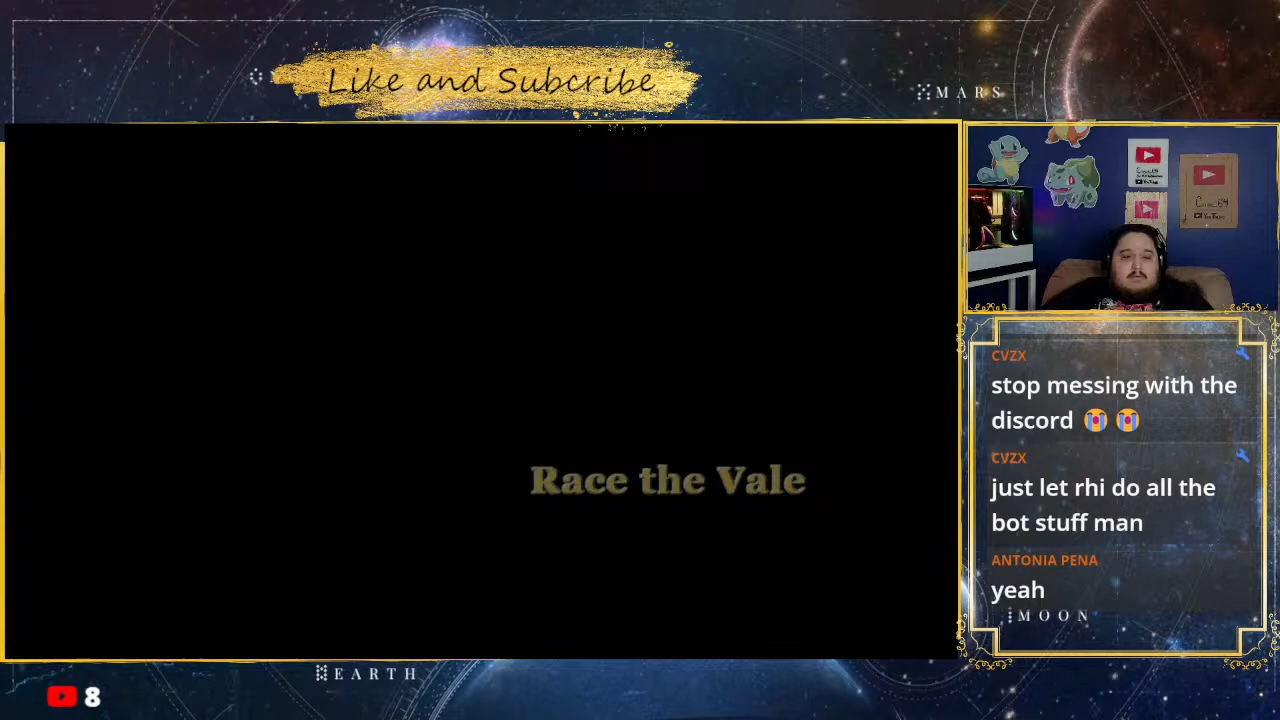 Like and Subcribe
MARS
Race the Vale
CVZX
stop messing with the
discord 😭 😭
CVZX
just let rhi do all the
bot stuff man
ANTONIA PENA
yeah
MOON
EARTH
8